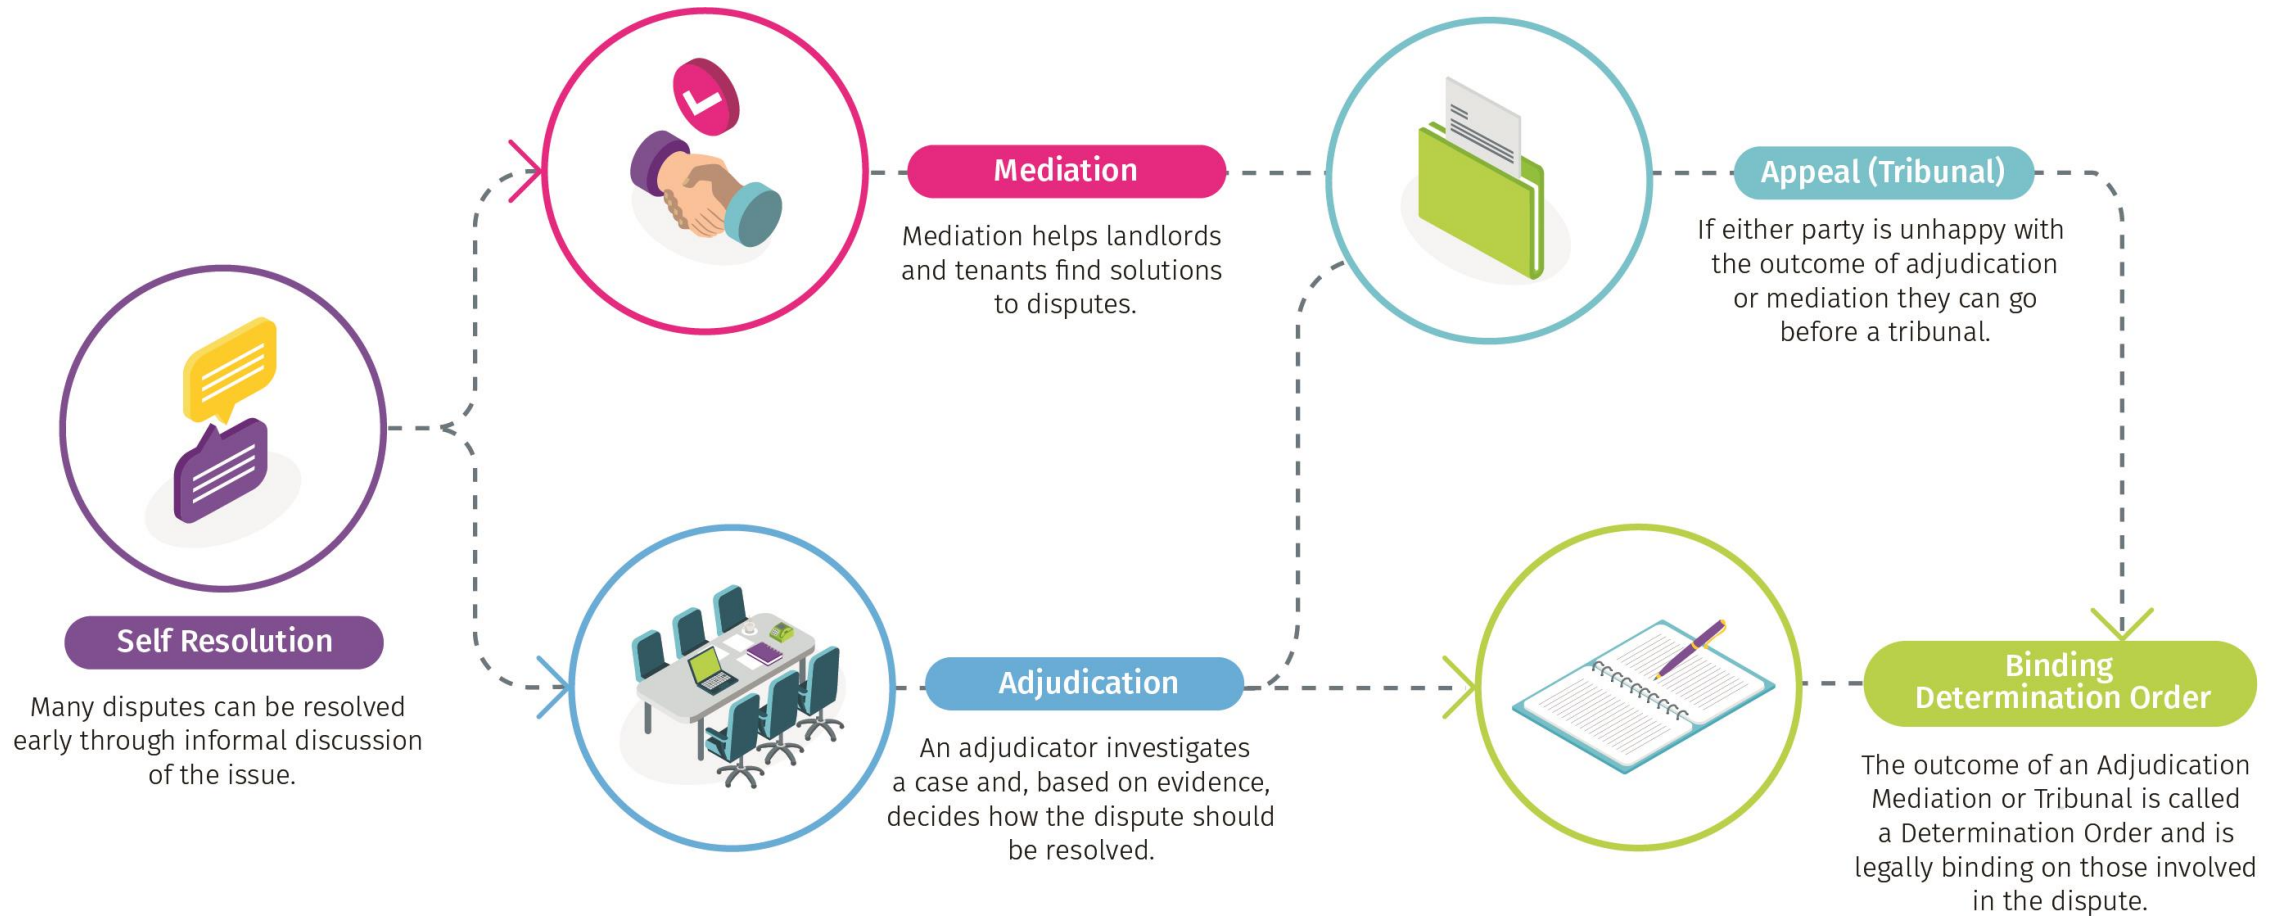 Self Resolution
Many disputes can be resolved
early through informal discussion
of the issue.
Mediation
Mediation helps landlords
and tenants find solutions
to disputes.
Adjudication
An adjudicator investigates
a case and, based on evidence,
decides how the dispute should
be resolved.
Appeal (Tribunal)
If either party is unhappy with
the outcome of adjudication
or mediation they can go
before a tribunal.
Binding
Determination Order
The outcome of an Adjudication
Mediation or Tribunal is called
a Determination Order and is
legally binding on those involved
in the dispute.